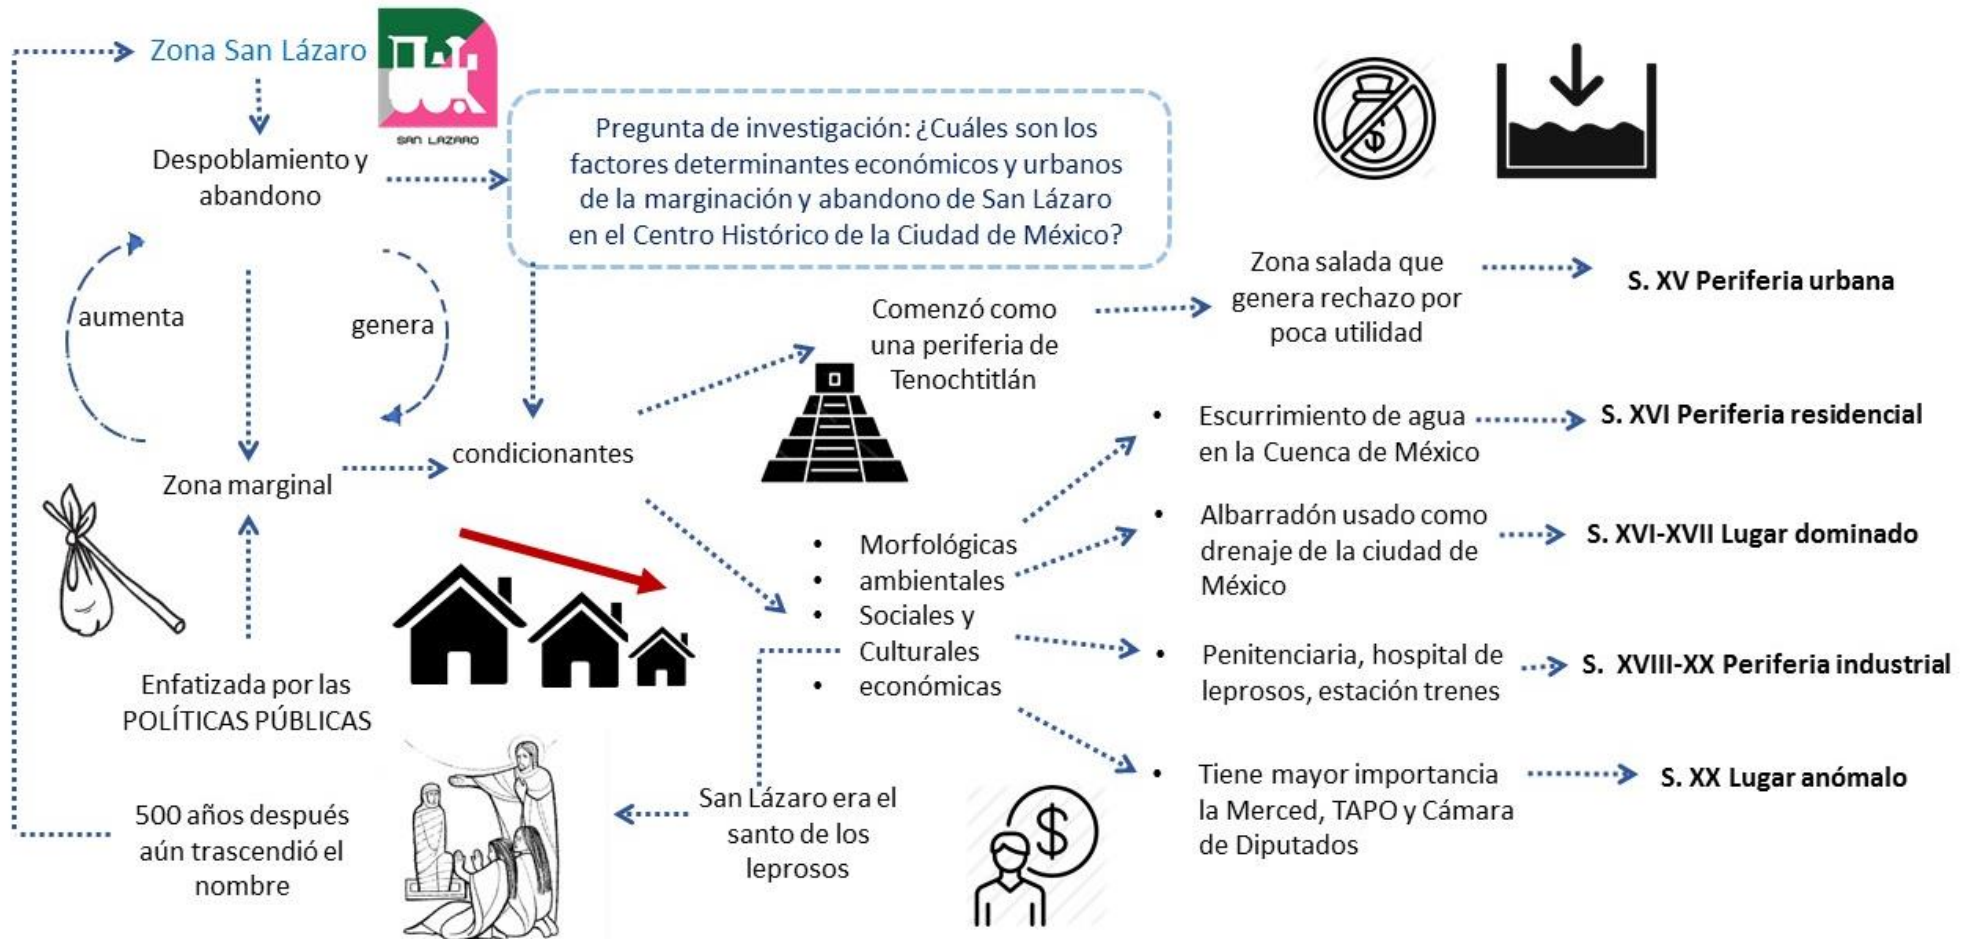 Zona San Lázaro
SAN LAZARO
Despoblamiento y
abandono
Pregunta de investigación: ¿Cuáles son los
factores determinantes económicos y urbanos
de la marginación y abandono de San Lázaro
en el Centro Histórico de la Ciudad de México?
aumenta
genera
Zona marginal
condicionantes
Enfatizada por las
POLÍTICAS PÚBLICAS
500 años después
aún trascendió el
nombre
Comenzó como
una periferia de
Tenochtitlán
Zona salada que
genera rechazo por
poca utilidad
S. XV Periferia urbana
• Morfológicas
• ambientales
• Sociales y
• Culturales
• económicas
San Lázaro era el
santo de los
leprosos
• Escurrimiento de agua
en la Cuenca de México
S. XVI Periferia residencial
• Albarradón usado como
drenaje de la ciudad de
México
S. XVI-XVII Lugar dominado
• Penitenciaria, hospital de
leprosos, estación trenes
S. XVIII-XX Periferia industrial
• Tiene mayor importancia
la Merced, TAPO y Cámara
de Diputados
S. XX Lugar anómalo
$
$